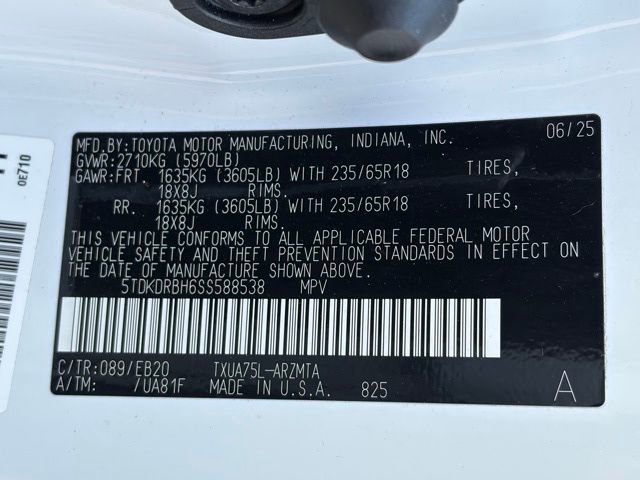 MFD.BY:TOYOTA MOTOR MANUFACTURING, INDIANA, INC. 06/25
GVWR:2710KG (5970LB)
GAWR:FRT. 1635KG (3605LB) WITH 235/65R18 TIRES,
18X8J RIMS.
RR. 1635KG (3605LB) WITH 235/65R18 TIRES,
18X8J RIMS.
THIS VEHICLE CONFORMS TO ALL APPLICABLE FEDERAL MOTOR
VEHICLE SAFETY AND THEFT PREVENTION STANDARDS IN EFFECT
ON THE DATE OF MANUFACTURE SHOWN ABOVE.
5TDKDRBH6SS588538 MPV
C/TR:089/EB20 TXUA75L-ARZMTA
A/TM: /UA81F MADE IN U.S.A. 825 A
0E710